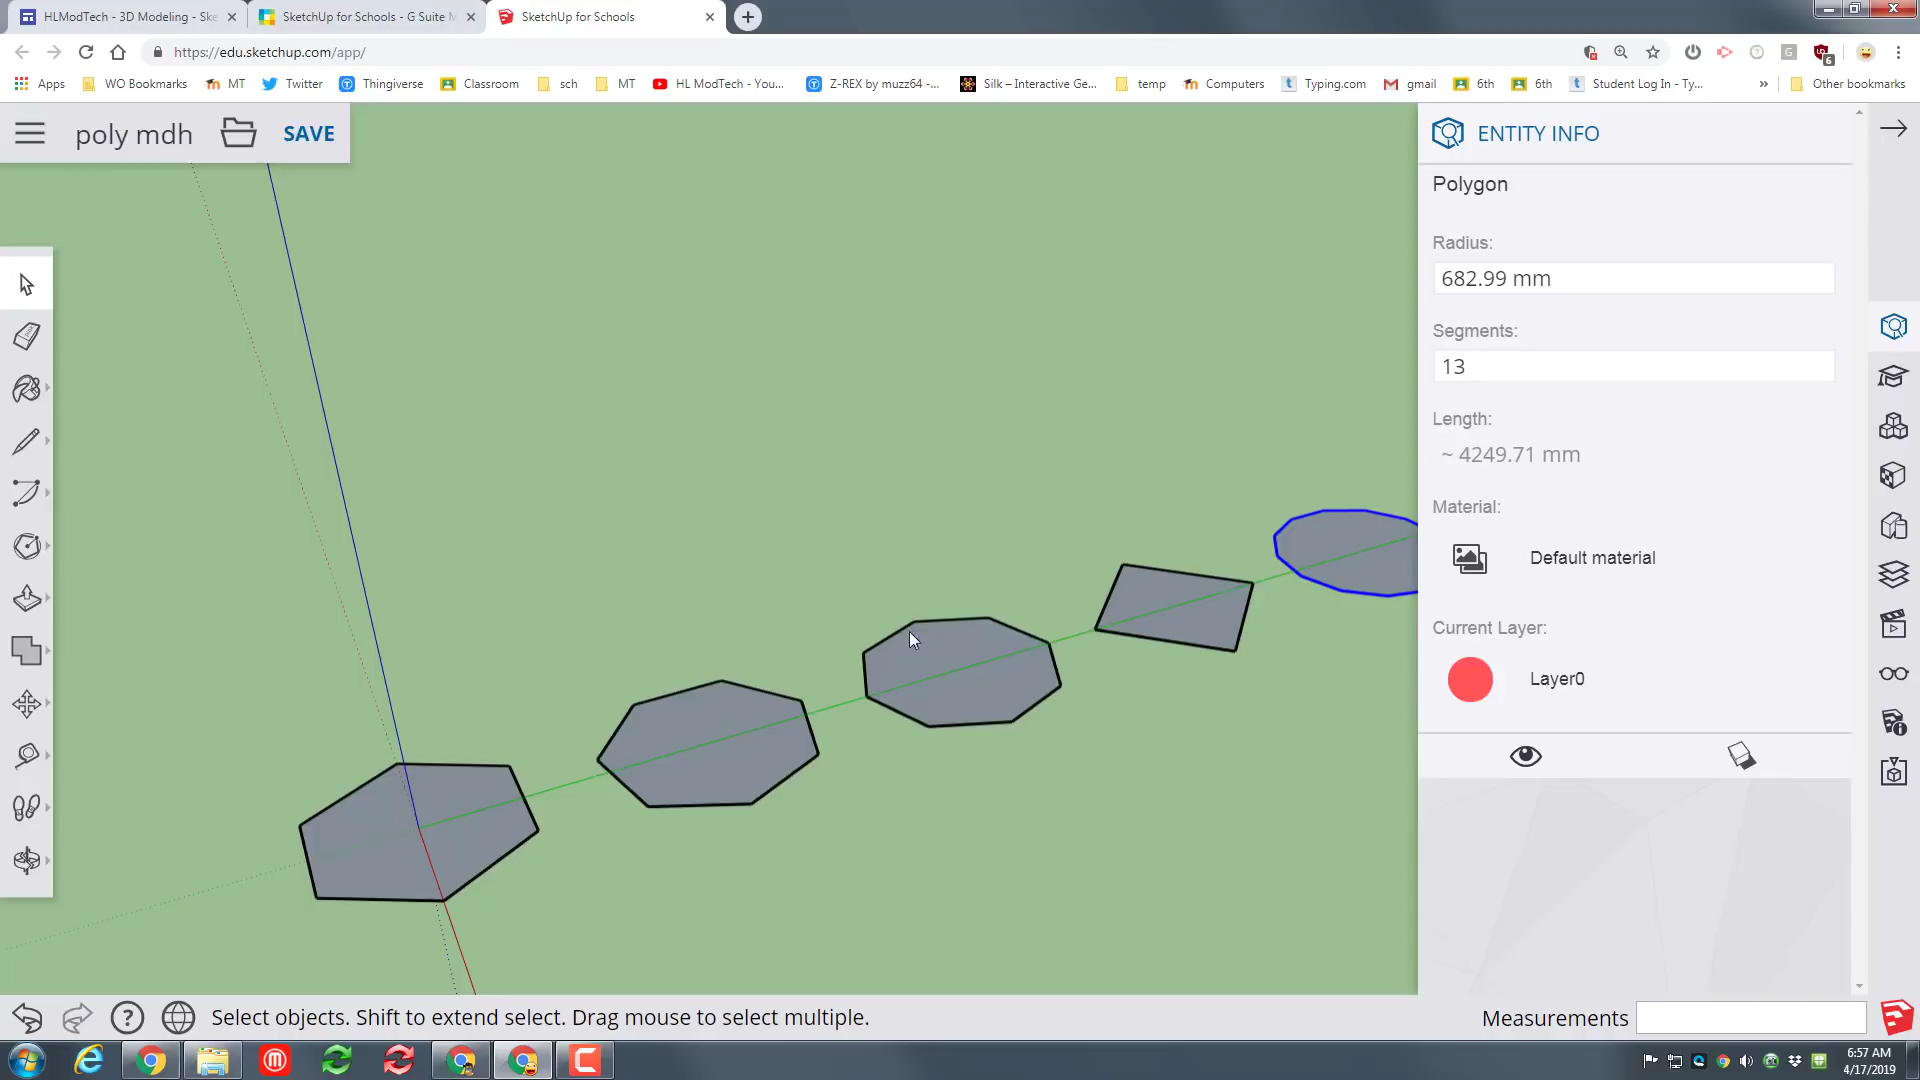 HLModTech - 3D Modeling - Ske
SketchUp for Schools - G Suite M
SketchUp for Schools
https://edu.sketchup.com/app/
6
Apps
WO Bookmarks
MT
Twitter
Thingiverse
Classroom
sch
MT
HL ModTech - You...
Z-REX by muzz64 -...
Silk – Interactive Ge...
temp
Computers
Typing.com
gmail
6th
6th
Student Log In - Ty...
»
Other bookmarks
poly mdh
SAVE
ENTITY INFO
Polygon
Radius:
682.99 mm
Segments:
13
Length:
~ 4249.71 mm
Material:
Default material
Current Layer:
Layer0
Select objects. Shift to extend select. Drag mouse to select multiple.
Measurements
6:57 AM
4/17/2019